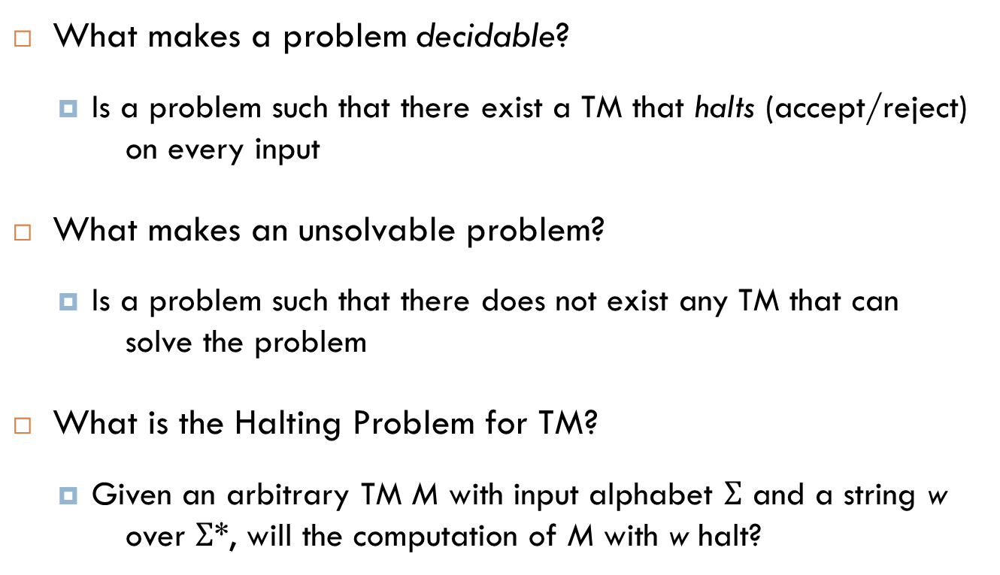 What makes a problem decidable?
Is a problem such that there exist a TM that halts (accept/reject)
on every input
What makes an unsolvable problem?
Is a problem such that there does not exist any TM that can
solve the problem
What is the Halting Problem for TM?
Given an arbitrary TM M with input alphabet Σ and a string w
over Σ*, will the computation of M with w halt?